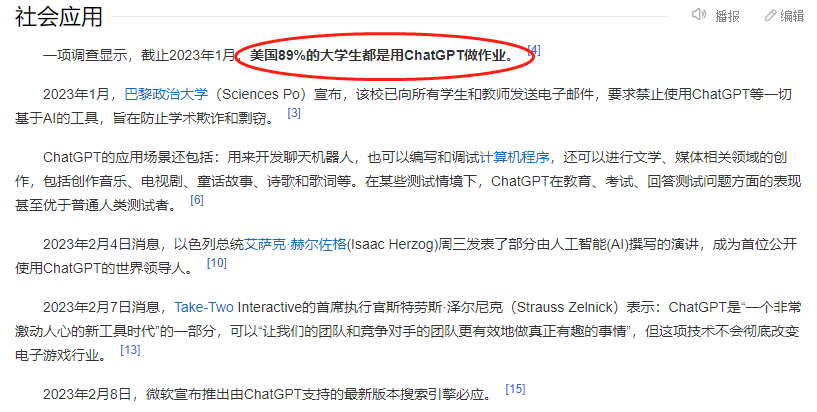 社会应用
播报 编辑
一项调查显示，截止2023年1月，美国89%的大学生都是用ChatGPT做作业。 [4]
2023年1月，巴黎政治大学（Sciences Po）宣布，该校已向所有学生和教师发送电子邮件，要求禁止使用ChatGPT等一切
基于AI的工具，旨在防止学术欺诈和剽窃。 [3]
ChatGPT的应用场景还包括：用来开发聊天机器人，也可以编写和调试计算机程序，还可以进行文学、媒体相关领域的创
作，包括创作音乐、电视剧、童话故事、诗歌和歌词等。在某些测试情境下，ChatGPT在教育、考试、回答测试问题方面的表现
甚至优于普通人类测试者。 [6]
2023年2月4日消息，以色列总统艾萨克·赫尔佐格(Isaac Herzog)周三发表了部分由人工智能(AI)撰写的演讲，成为首位公开
使用ChatGPT的世界领导人。 [10]
2023年2月7日消息，Take-Two Interactive的首席执行官斯特劳斯·泽尔尼克（Strauss Zelnick）表示：ChatGPT是“一个非常
激动人心的新工具时代”的一部分，可以“让我们的团队和竞争对手的团队更有效地做真正有趣的事情”，但这项技术不会彻底改变
电子游戏行业。 [13]
2023年2月8日，微软宣布推出由ChatGPT支持的最新版本搜索引擎必应。 [15]